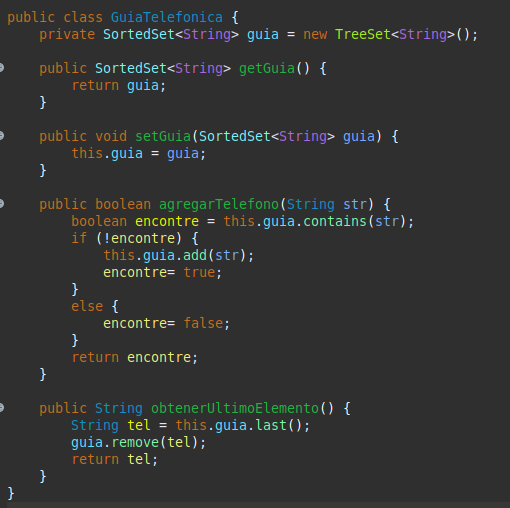 public class GuiaTelefonica {
    private SortedSet<String> guia = new TreeSet<String>();

    public SortedSet<String> getGuia() {
        return guia;
    }

    public void setGuia(SortedSet<String> guia) {
        this.guia = guia;
    }

    public boolean agregarTelefono(String str) {
        boolean encontre = this.guia.contains(str);
        if (!encontre) {
            this.guia.add(str);
            encontre= true;
        }
        else {
            encontre= false;
        }
        return encontre;
    }

    public String obtenerUltimoElemento() {
        String tel = this.guia.last();
        guia.remove(tel);
        return tel;
    }
}